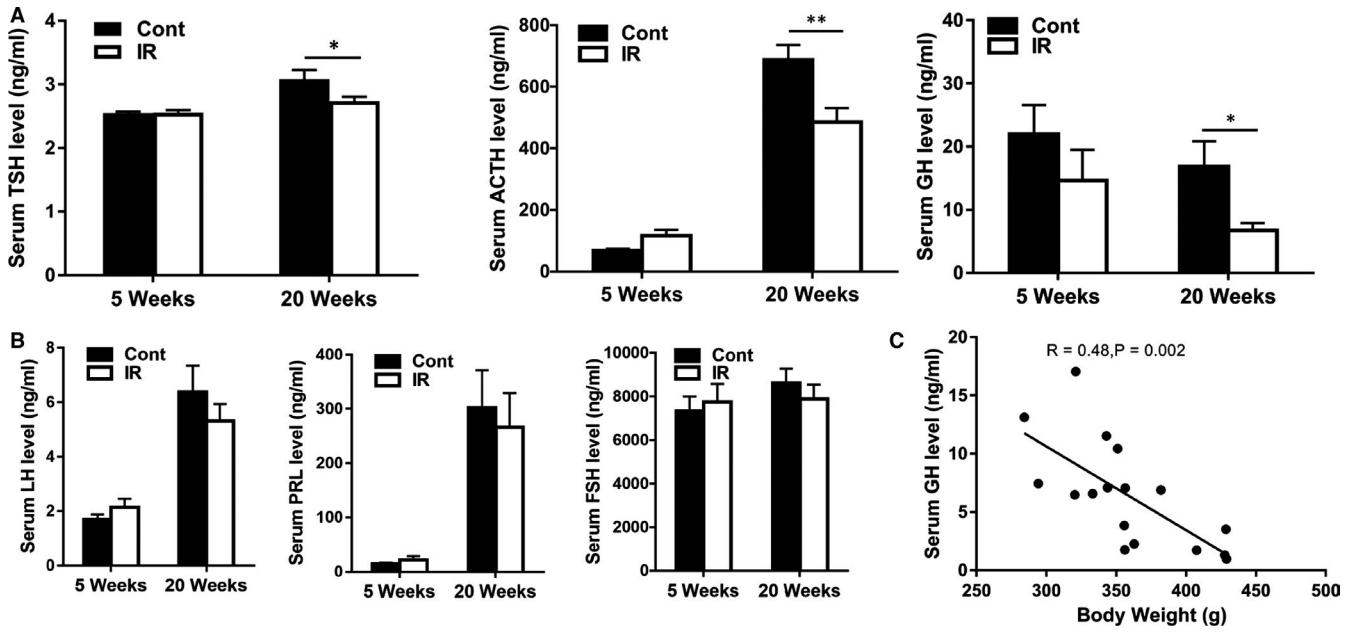 A
Serum TSH level (ng/ml)
4
3
2
1
0
Cont
IR
*
5 Weeks
20 Weeks
Serum ACTH level (ng/ml)
800
600
400
200
0
Cont
IR
**
5 Weeks
20 Weeks
Serum GH level (ng/ml)
40
30
20
10
0
Cont
IR
*
5 Weeks
20 Weeks
B
Serum LH level (ng/ml)
8
6
4
2
0
Cont
IR
5 Weeks
20 Weeks
Serum PRL level (ng/ml)
400
300
200
100
0
Cont
IR
5 Weeks
20 Weeks
Serum FSH level (ng/ml)
10000
8000
6000
4000
2000
0
Cont
IR
5 Weeks
20 Weeks
C
Serum GH level (ng/ml)
20
15
10
5
0
R = 0.48,P = 0.002
250
300
350
400
450
500
Body Weight (g)